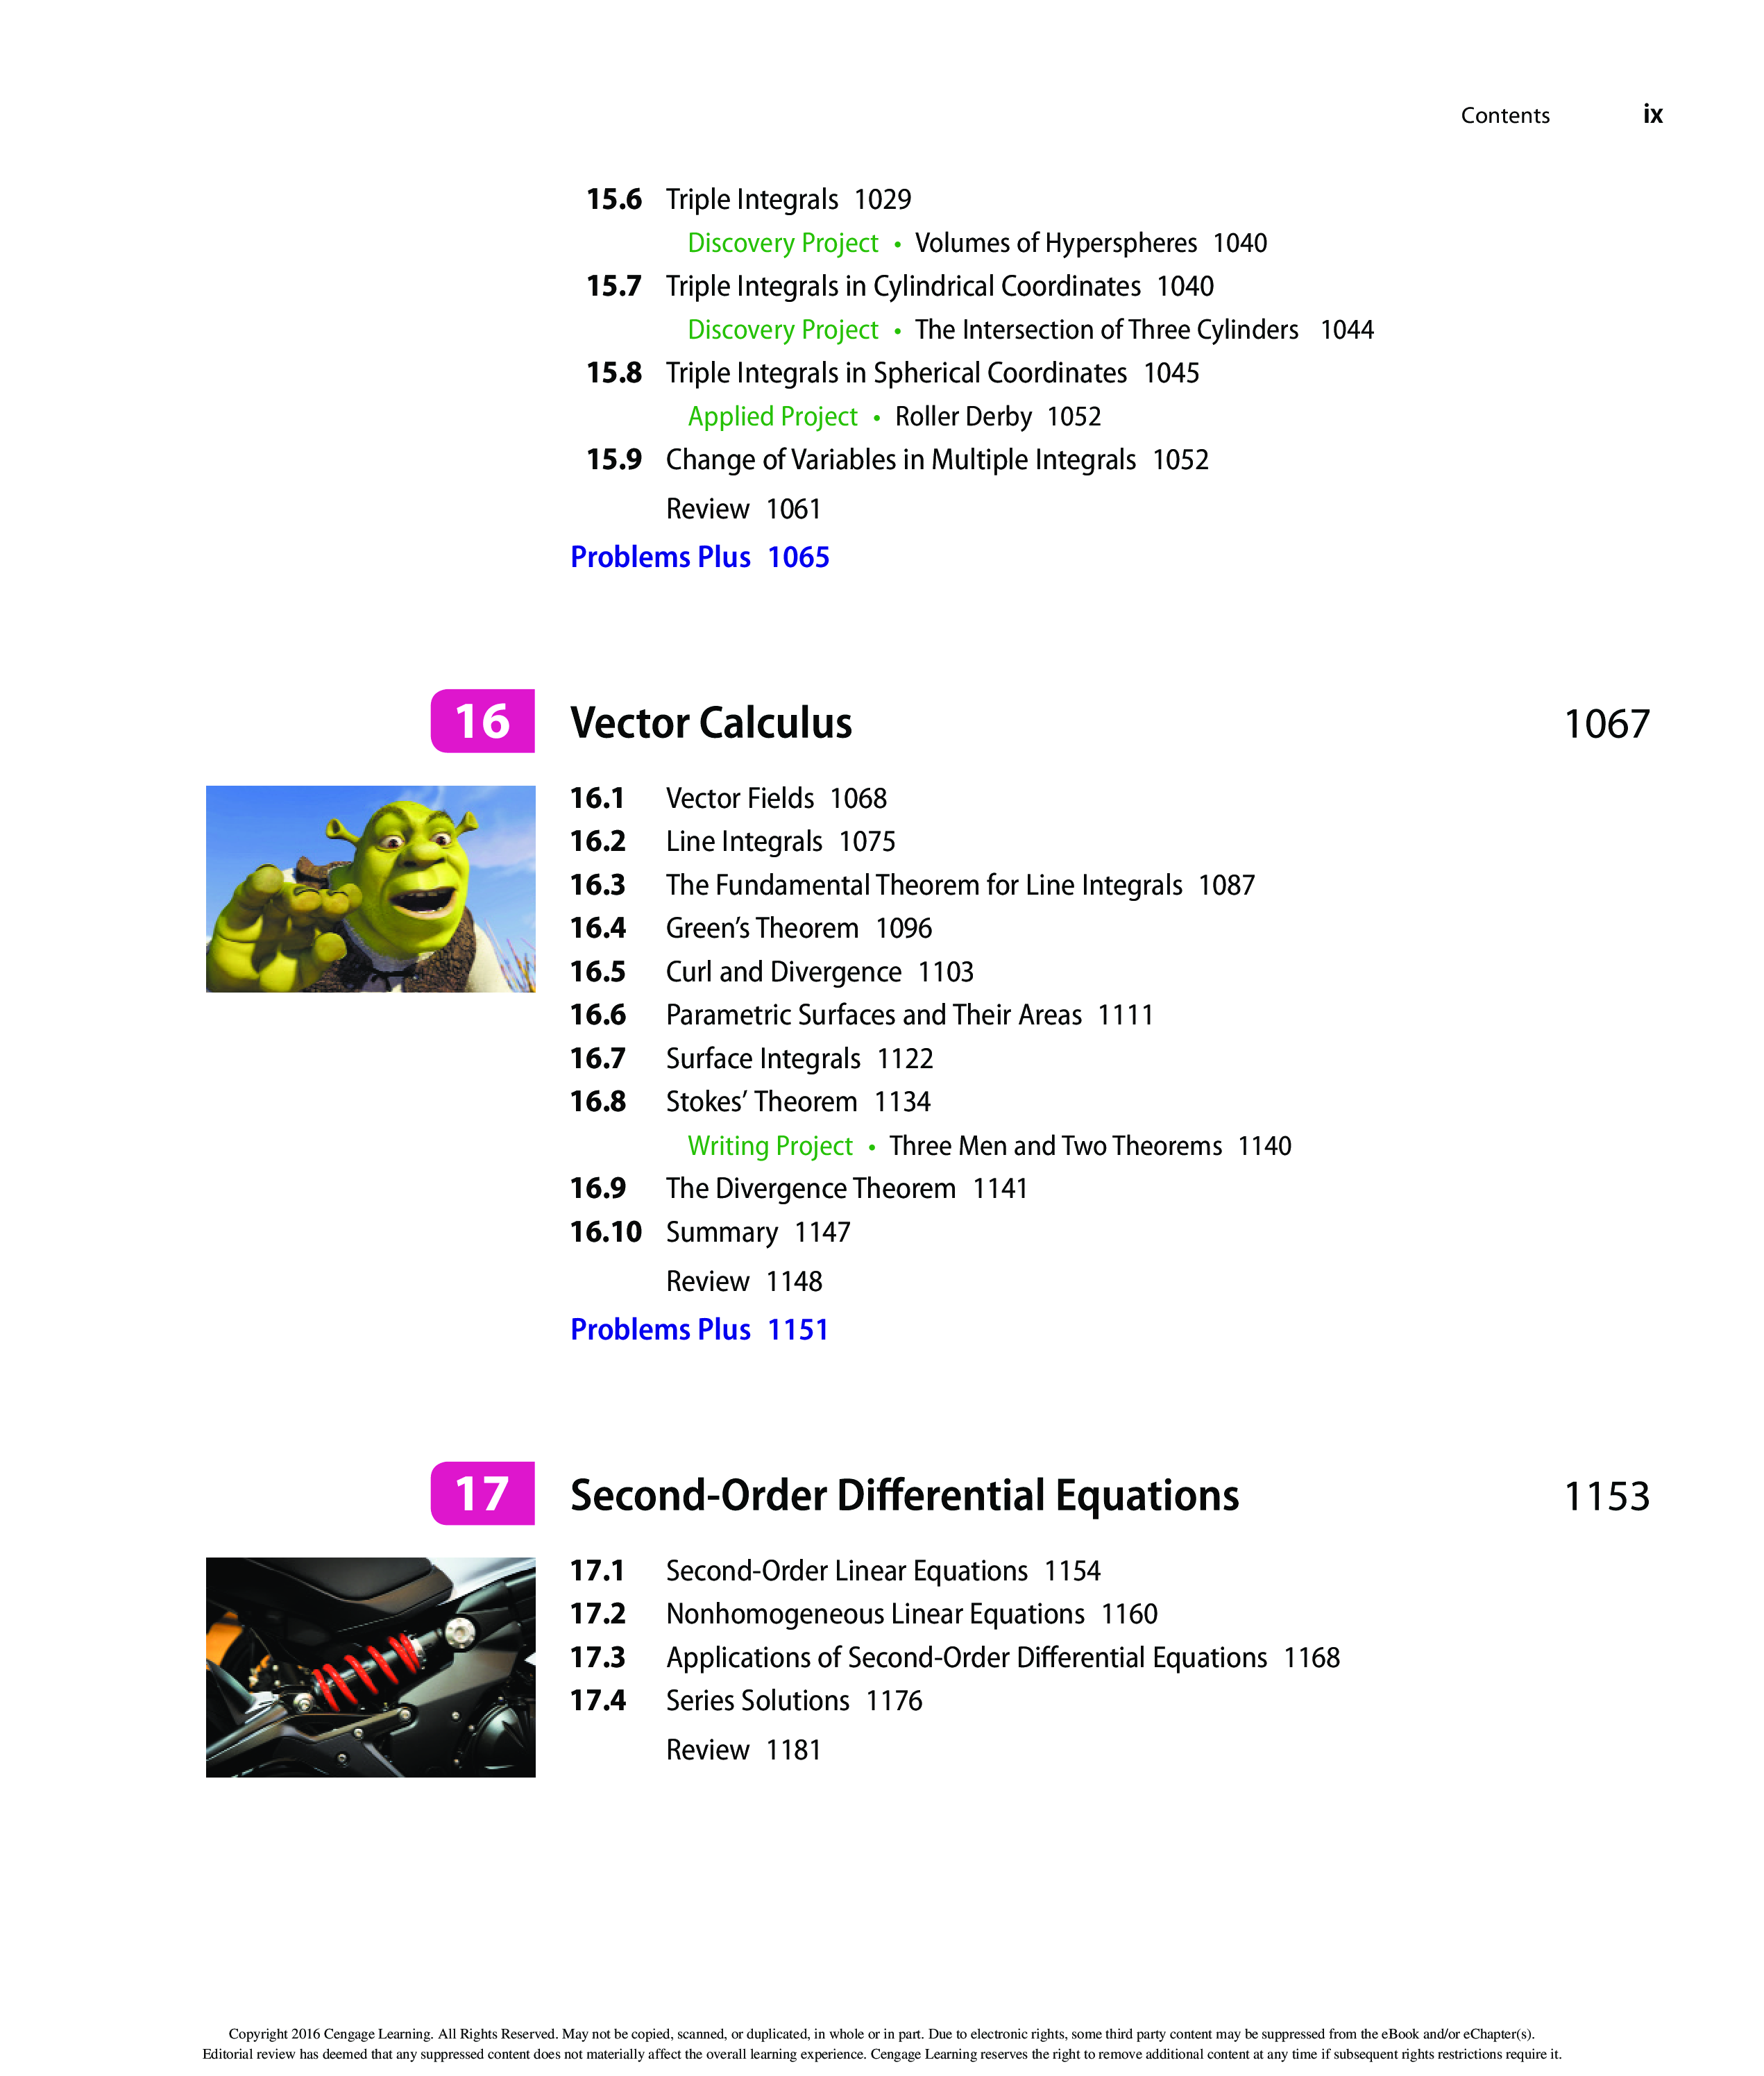 Contents ix
15.6 Triple Integrals 1029
Discovery Project • Volumes of Hyperspheres 1040
15.7 Triple Integrals in Cylindrical Coordinates 1040
Discovery Project • The Intersection of Three Cylinders 1044
15.8 Triple Integrals in Spherical Coordinates 1045
Applied Project • Roller Derby 1052
15.9 Change of Variables in Multiple Integrals 1052
Review 1061
Problems Plus 1065
16 Vector Calculus 1067
16.1 Vector Fields 1068
16.2 Line Integrals 1075
16.3 The Fundamental Theorem for Line Integrals 1087
16.4 Green’s Theorem 1096
16.5 Curl and Divergence 1103
16.6 Parametric Surfaces and Their Areas 1111
16.7 Surface Integrals 1122
16.8 Stokes’ Theorem 1134
Writing Project • Three Men and Two Theorems 1140
16.9 The Divergence Theorem 1141
16.10 Summary 1147
Review 1148
Problems Plus 1151
17 Second-Order Differential Equations 1153
17.1 Second-Order Linear Equations 1154
17.2 Nonhomogeneous Linear Equations 1160
17.3 Applications of Second-Order Differential Equations 1168
17.4 Series Solutions 1176
Review 1181
Copyright 2016 Cengage Learning. All Rights Reserved. May not be copied, scanned, or duplicated, in whole or in part. Due to electronic rights, some third party content may be suppressed from the eBook and/or eChapter(s).
Editorial review has deemed that any suppressed content does not materially affect the overall learning experience. Cengage Learning reserves the right to remove additional content at any time if subsequent rights restrictions require it.